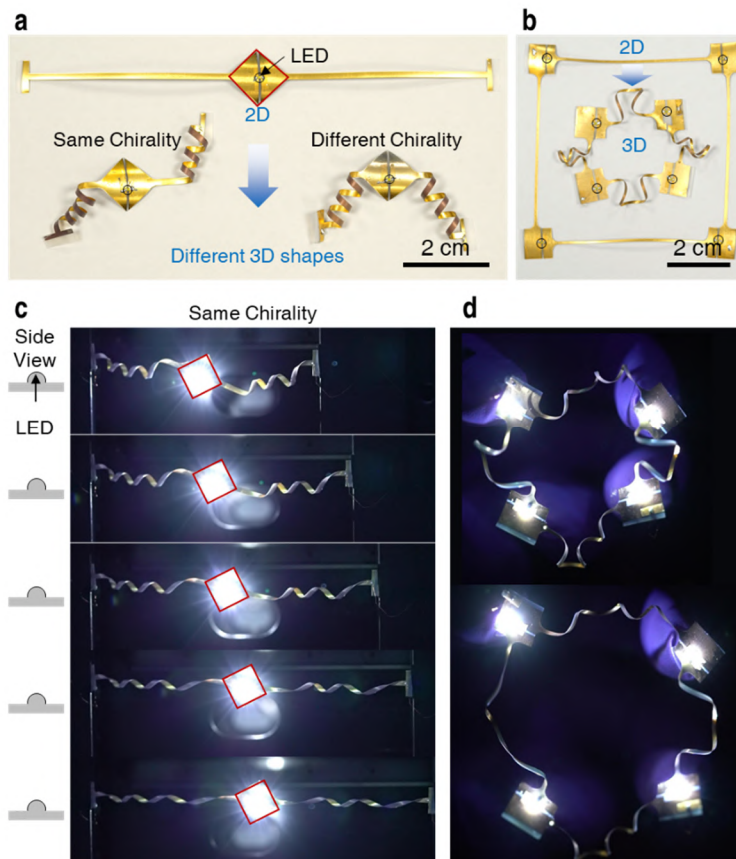 a
LED
2D
Same Chirality
Different Chirality
Different 3D shapes
2 cm
b
2D
3D
2 cm
c
Same Chirality
Side
View
LED
d